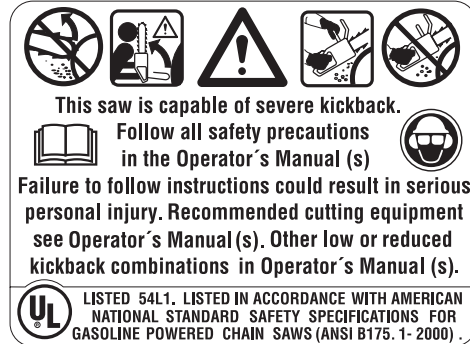 This saw is capable of severe kickback.
Follow all safety precautions
in the Operator´s Manual (s)
Failure to follow instructions could result in serious
personal injury. Recommended cutting equipment
see Operator´s Manual (s). Other low or reduced
kickback combinations in Operator´s Manual (s).
UL
®
LISTED 54L1. LISTED IN ACCORDANCE WITH AMERICAN
NATIONAL STANDARD SAFETY SPECIFICATIONS FOR
GASOLINE POWERED CHAIN SAWS (ANSI B175. 1- 2000) .